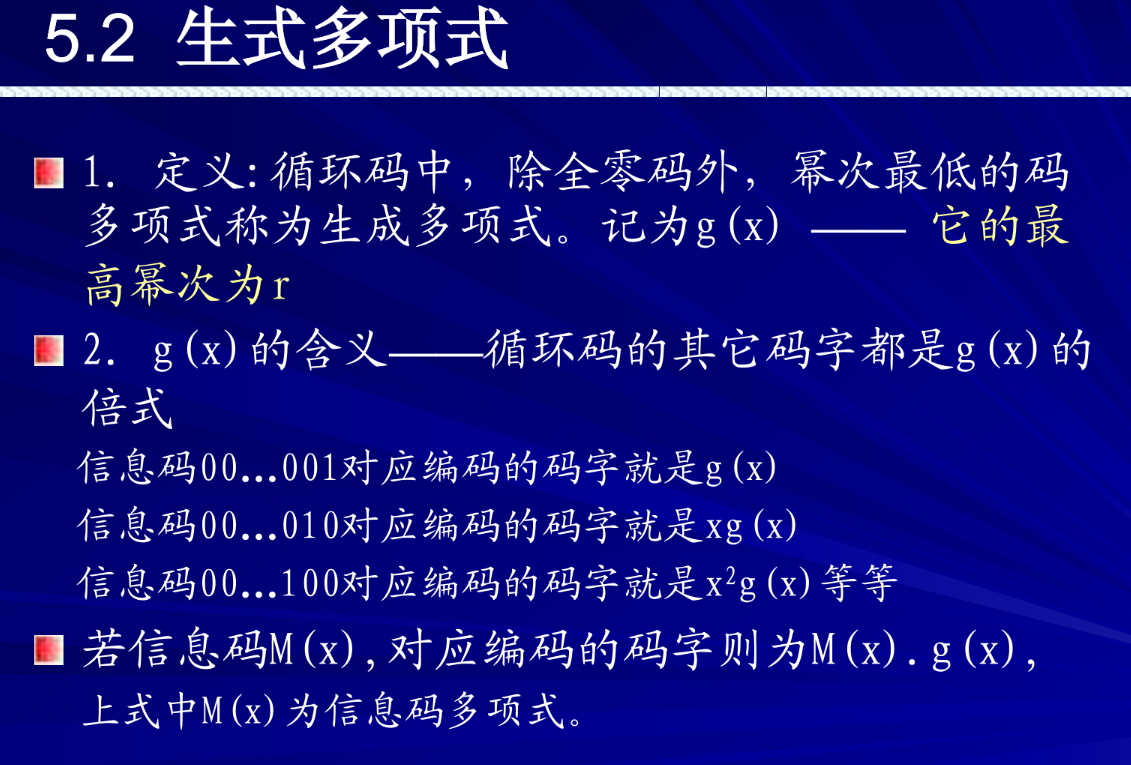 5.2 生式多项式
1. 定义:循环码中，除全零码外，幂次最低的码
多项式称为生成多项式。记为g(x) —— 它的最
高幂次为r
2. g(x)的含义——循环码的其它码字都是g(x)的
倍式
信息码00…001对应编码的码字就是g(x)
信息码00…010对应编码的码字就是xg(x)
信息码00…100对应编码的码字就是x²g(x)等等
若信息码M(x),对应编码的码字则为M(x).g(x),
上式中M(x)为信息码多项式。